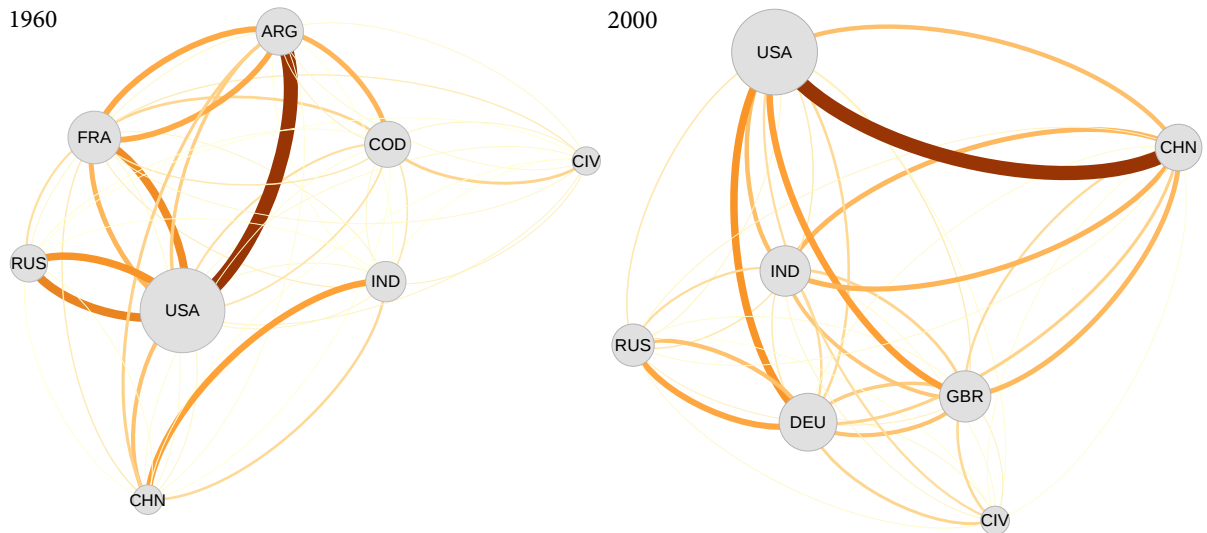 1960
ARG
FRA
COD
CIV
RUS
USA
IND
CHN
2000
USA
CHN
IND
RUS
DEU
GBR
CIV